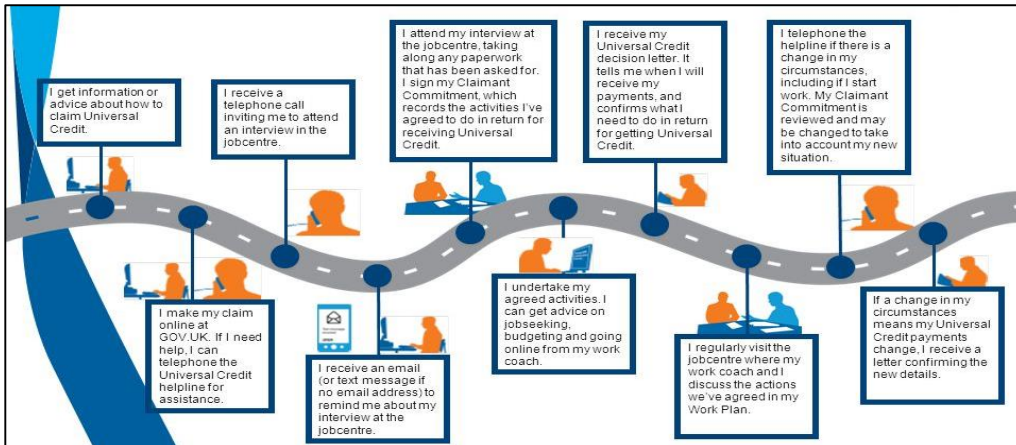 I get information or
advice about how to
claim Universal
Credit.
I make my claim
online at
GOV.UK. If I need
help, I can
telephone the
Universal Credit
helpline for
assistance.
I receive a
telephone call
inviting me to attend
an interview in the
jobcentre.
I receive an email
(or text message if
no email address) to
remind me about my
interview at the
jobcentre.
I attend my interview at
the jobcentre, taking
along any paperwork
that has been asked for.
I sign my Claimant
Commitment, which
records the activities I've
agreed to do in return for
receiving Universal
Credit.
I undertake my
agreed activities. I
can get advice on
jobseeking,
budgeting and going
online from my work
coach.
I receive my
Universal Credit
decision letter. It
tells me when I will
receive my
payments, and
confirms what I
need to do in return
for getting Universal
Credit.
I regularly visit the
jobcentre where my
work coach and I
discuss the actions
we've agreed in my
Work Plan.
I telephone the
helpline if there is a
change in my
circumstances,
including if I start
work. My Claimant
Commitment is
reviewed and may
be changed to take
into account my new
situation.
If a change in my
circumstances
means my Universal
Credit payments
change, I receive a
letter confirming the
new details.